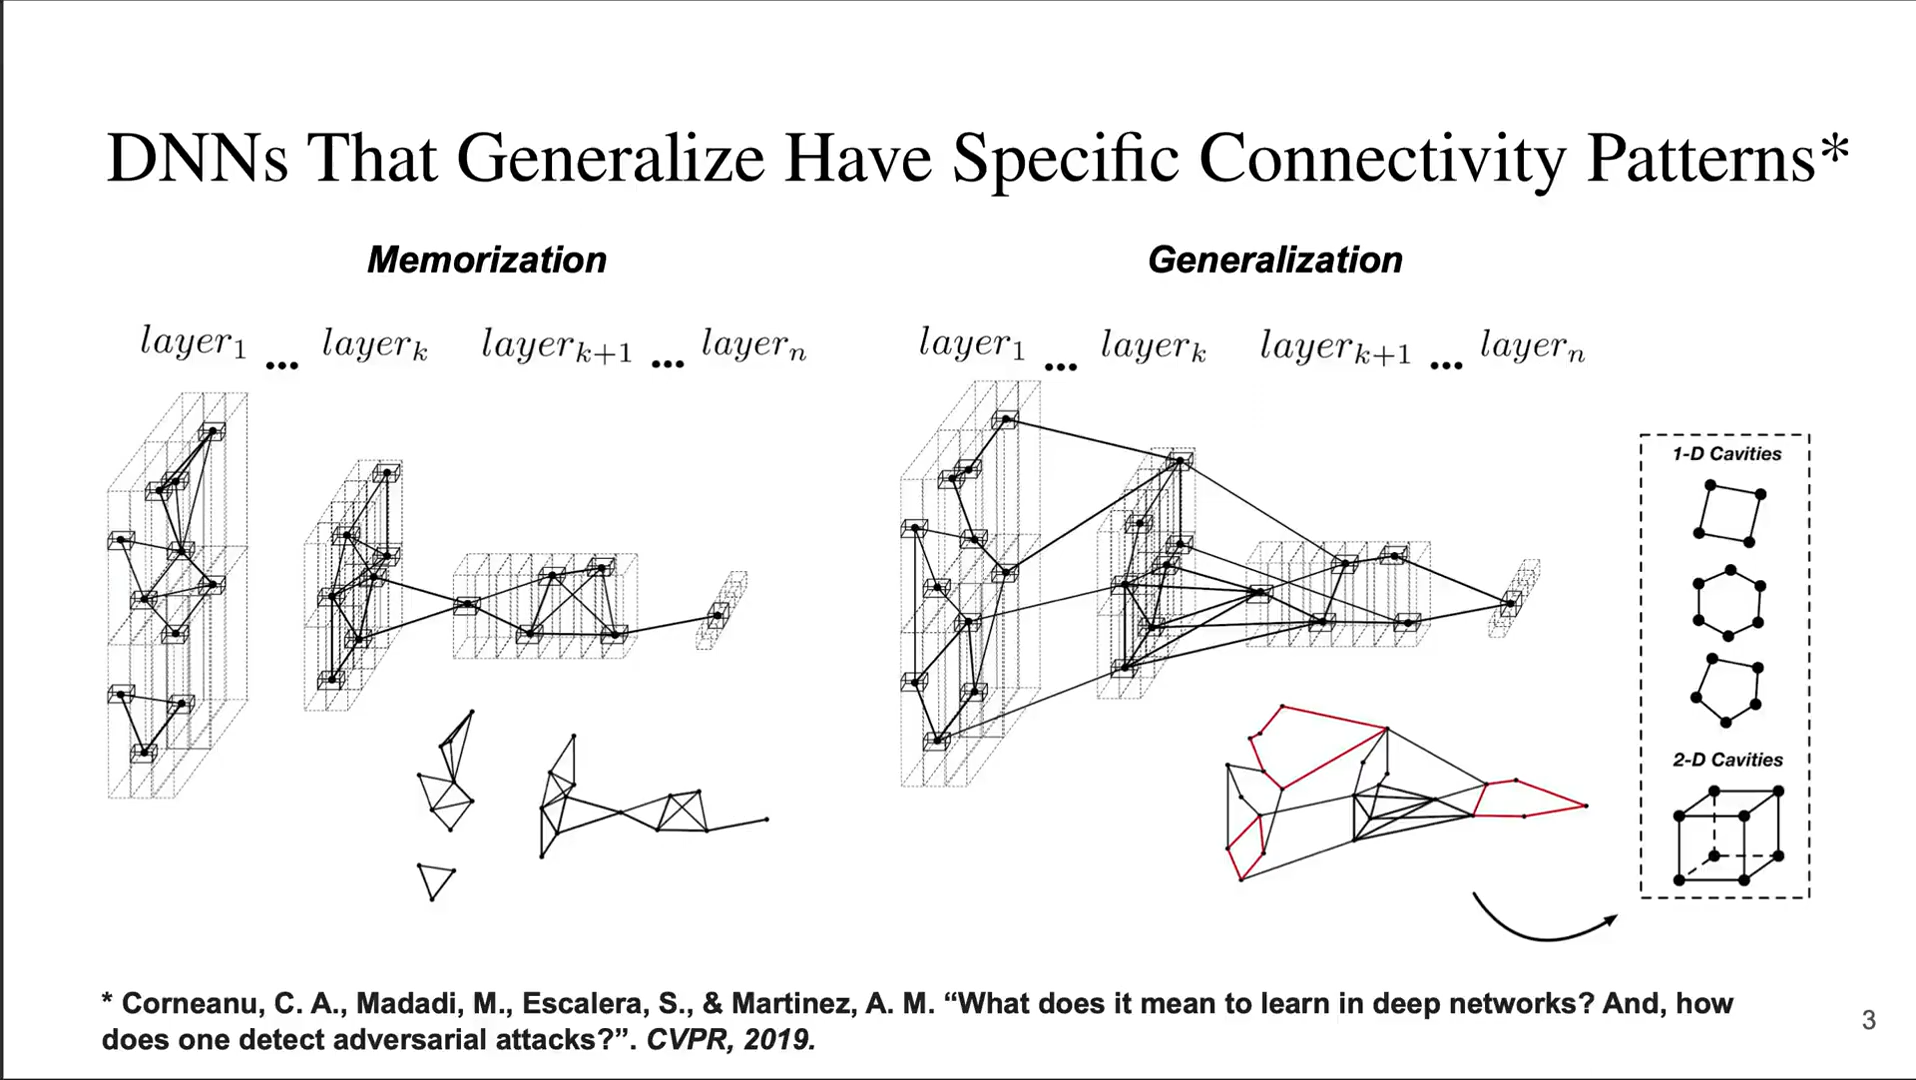 DNNs That Generalize Have Specific Connectivity Patterns*
Memorization
Generalization
layer₁ ... layerₖ layerₖ₊₁ ... layerₙ
layer₁ ... layerₖ layerₖ₊₁ ... layerₙ
1-D Cavities
2-D Cavities
* Corneanu, C. A., Madadi, M., Escalera, S., & Martinez, A. M. “What does it mean to learn in deep networks? And, how
does one detect adversarial attacks?”. CVPR, 2019.
3